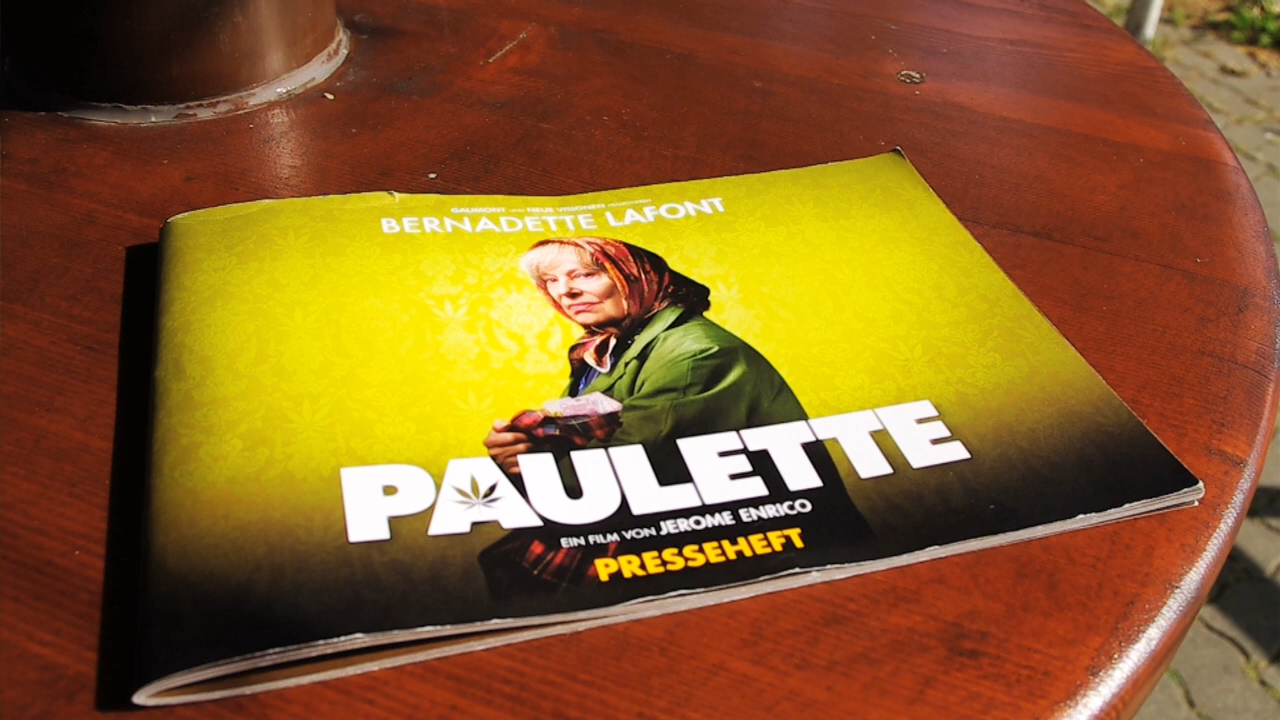 GAUMONT UND NEUE VISIONEN PRÄSENTIEREN
BERNADETTE LAFONT
PAULETTE
EIN FILM VON JEROME ENRICO
PRESSEHEFT